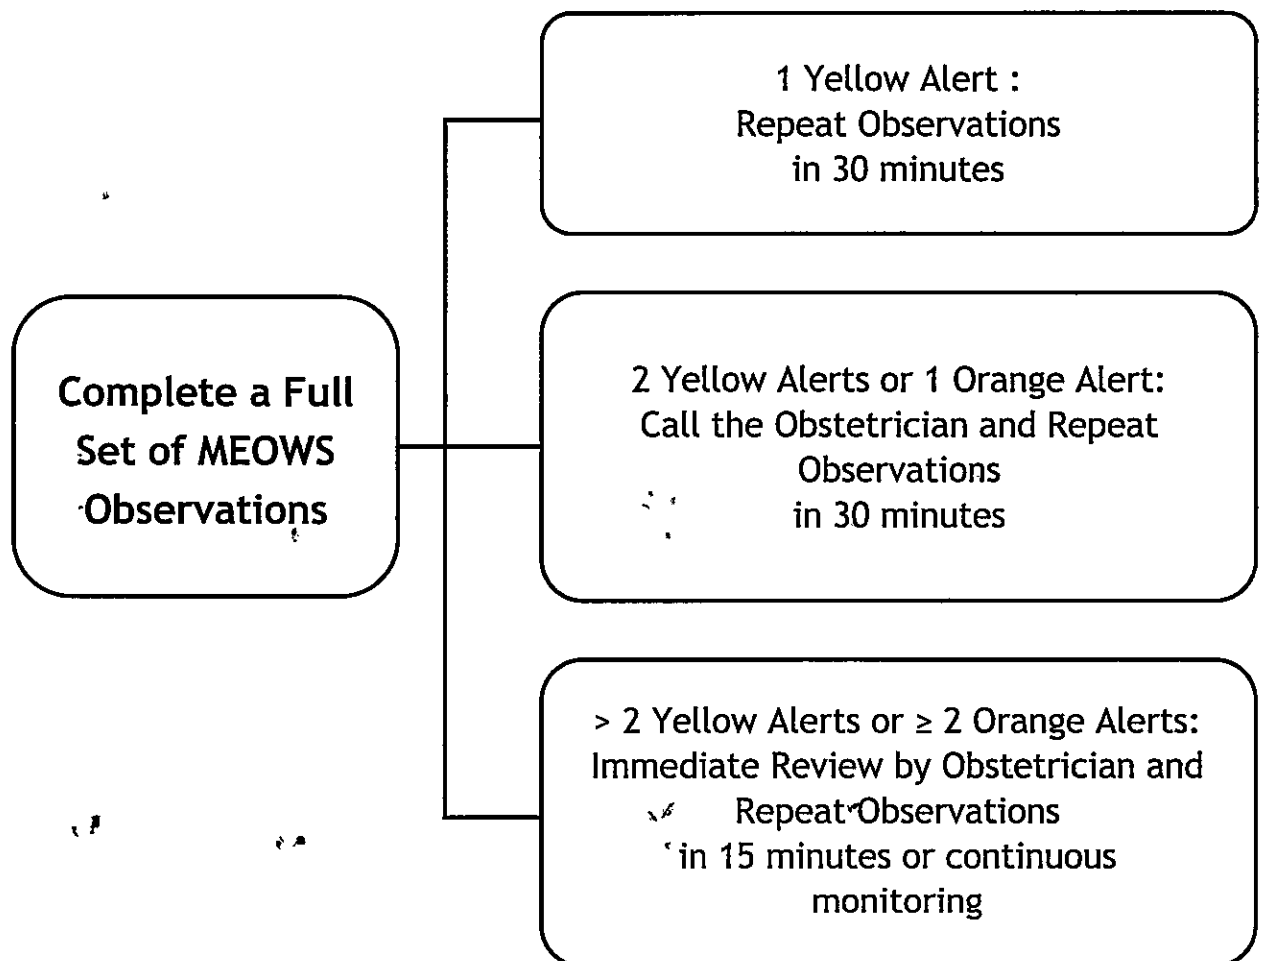 Complete a Full
Set of MEOWS
Observations
1 Yellow Alert :
Repeat Observations
in 30 minutes
2 Yellow Alerts or 1 Orange Alert:
Call the Obstetrician and Repeat
Observations
in 30 minutes
> 2 Yellow Alerts or ≥ 2 Orange Alerts:
Immediate Review by Obstetrician and
Repeat Observations
in 15 minutes or continuous
monitoring